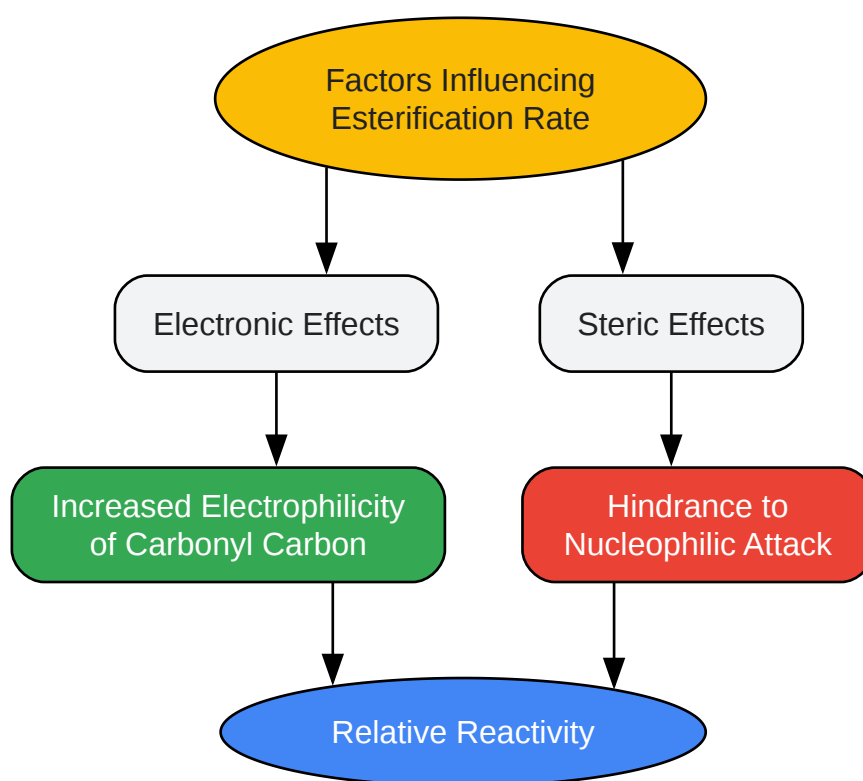 Factors Influencing
Esterification Rate
Electronic Effects
Steric Effects
Increased Electrophilicity
of Carbonyl Carbon
Hindrance to
Nucleophilic Attack
Relative Reactivity